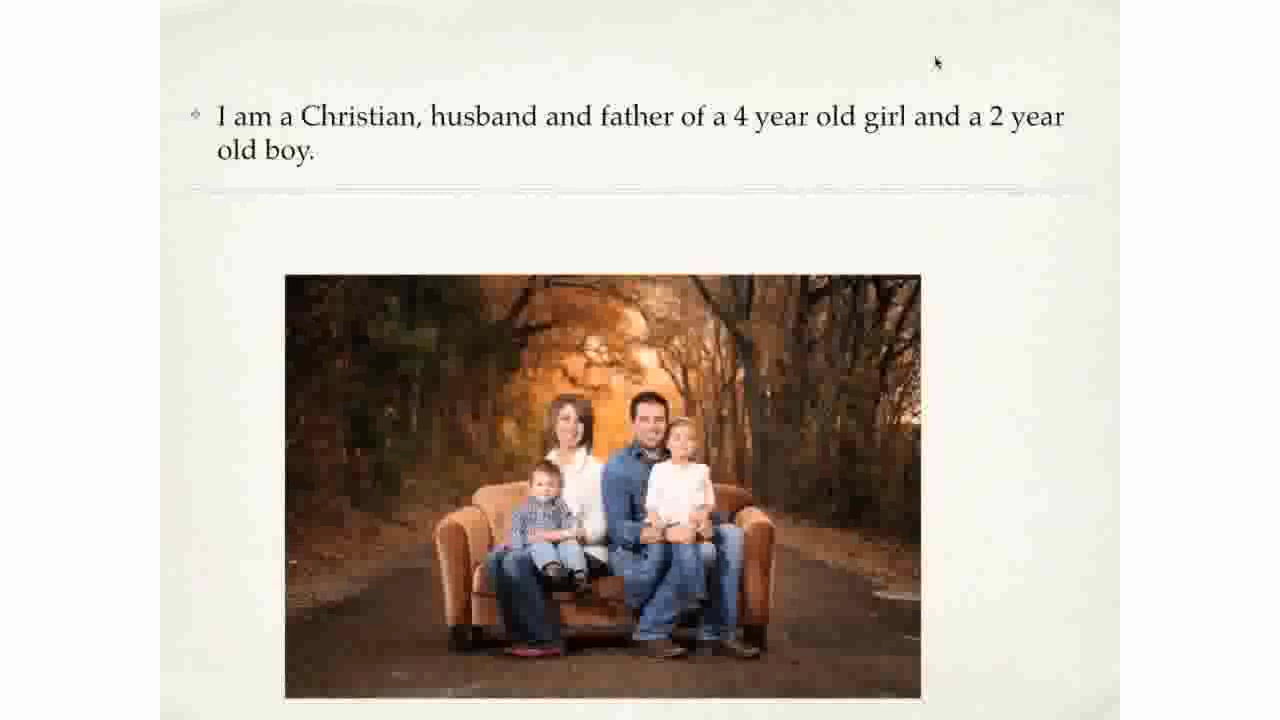 I am a Christian, husband and father of a 4 year old girl and a 2 year
old boy.